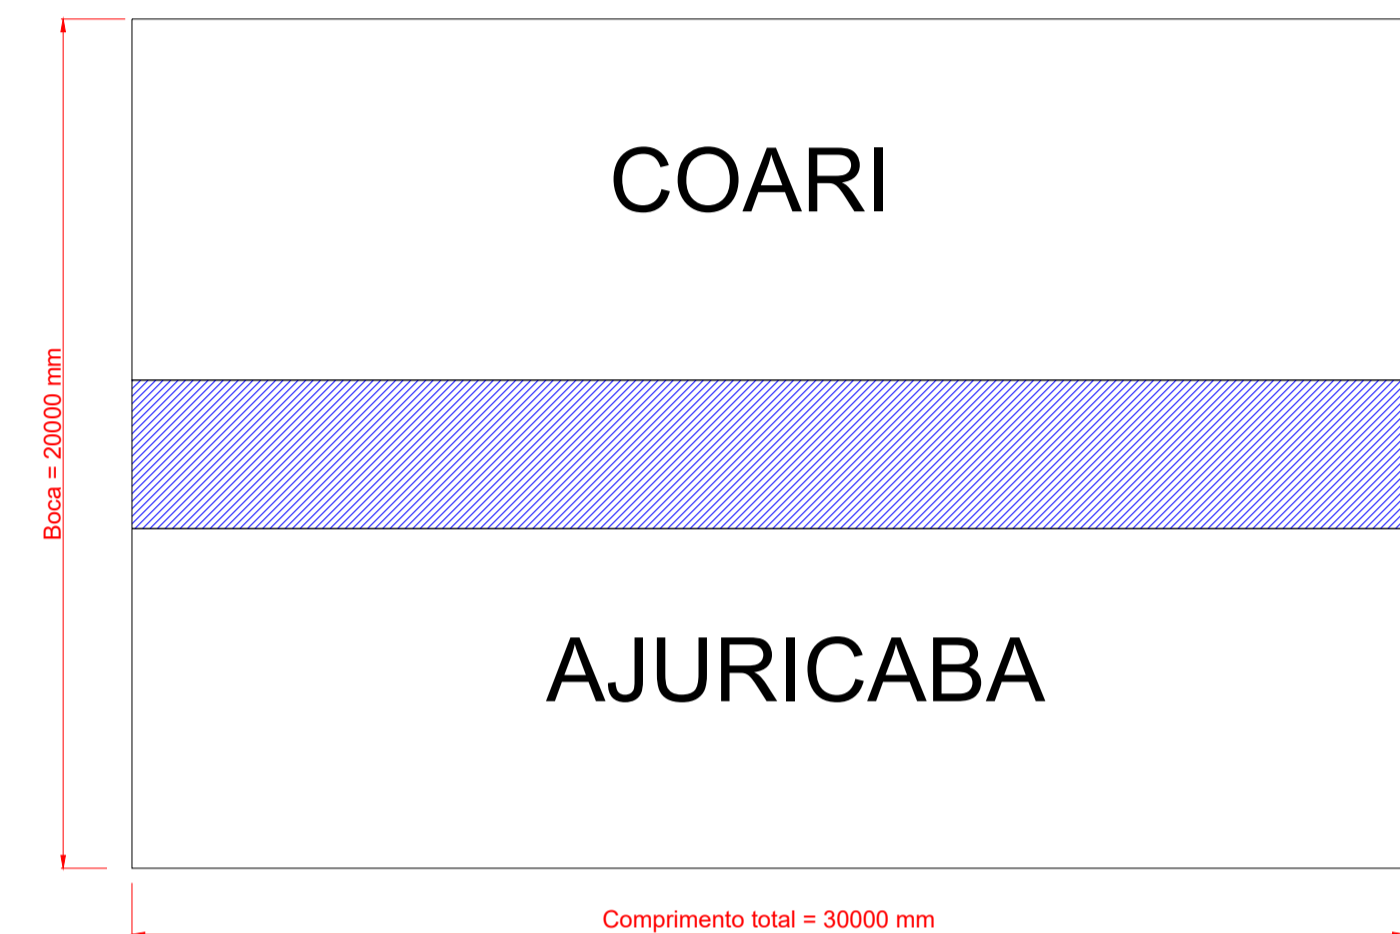 COARI
Boca = 20000 mm
AJURICABA
Comprimento total = 30000 mm